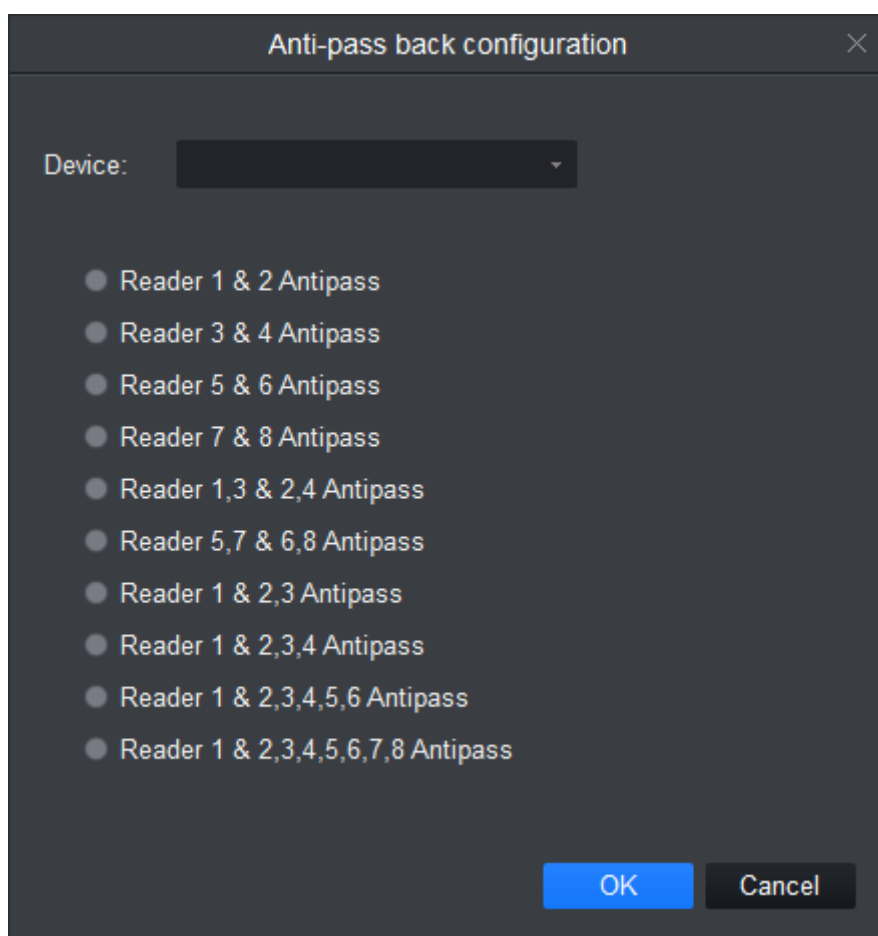 Anti-pass back configuration
Device:
Reader 1 & 2 Antipass
Reader 3 & 4 Antipass
Reader 5 & 6 Antipass
Reader 7 & 8 Antipass
Reader 1,3 & 2,4 Antipass
Reader 5,7 & 6,8 Antipass
Reader 1 & 2,3 Antipass
Reader 1 & 2,3,4 Antipass
Reader 1 & 2,3,4,5,6 Antipass
Reader 1 & 2,3,4,5,6,7,8 Antipass
OK Cancel